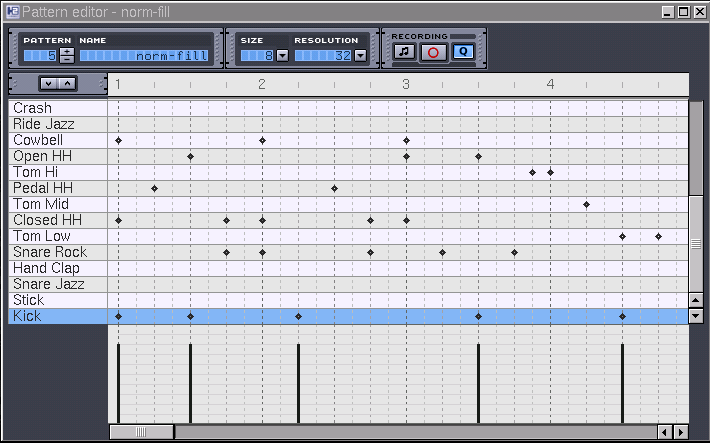 H2 Pattern editor - norm-fill
PATTERN NAME SIZE RESOLUTION RECORDING
5 norm-fill 8 32 Q
1 2 3 4
Crash
Ride Jazz
Cowbell
Open HH
Tom Hi
Pedal HH
Tom Mid
Closed HH
Tom Low
Snare Rock
Hand Clap
Snare Jazz
Stick
Kick